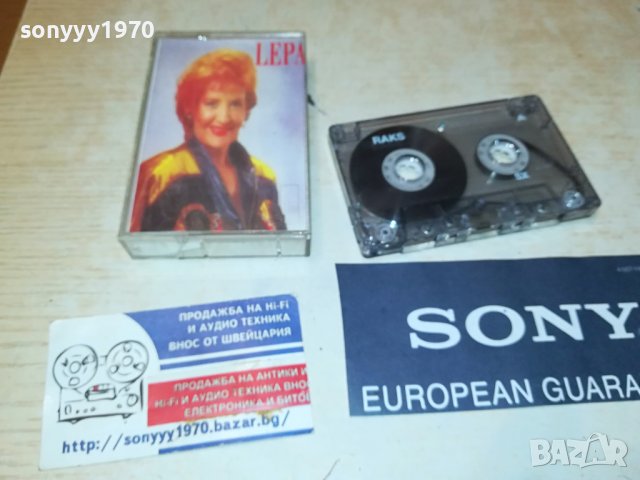 sonyyy1970
LEPA
RAKS
SX
ПРОДАЖБА НА Hi-Fi
И АУДИО ТЕХНИКА
ВНОС ОТ ШВЕЙЦАРИЯ
ПРОДАЖБА НА АНТИКИ И
Hi-Fi И АУДИО ТЕХНИКА ВНОС
ЕЛЕКТРОНИКА И БИТОВ
http://sonyyy1970.bazar.bg/
SONY
EUROPEAN GUARA
bazar